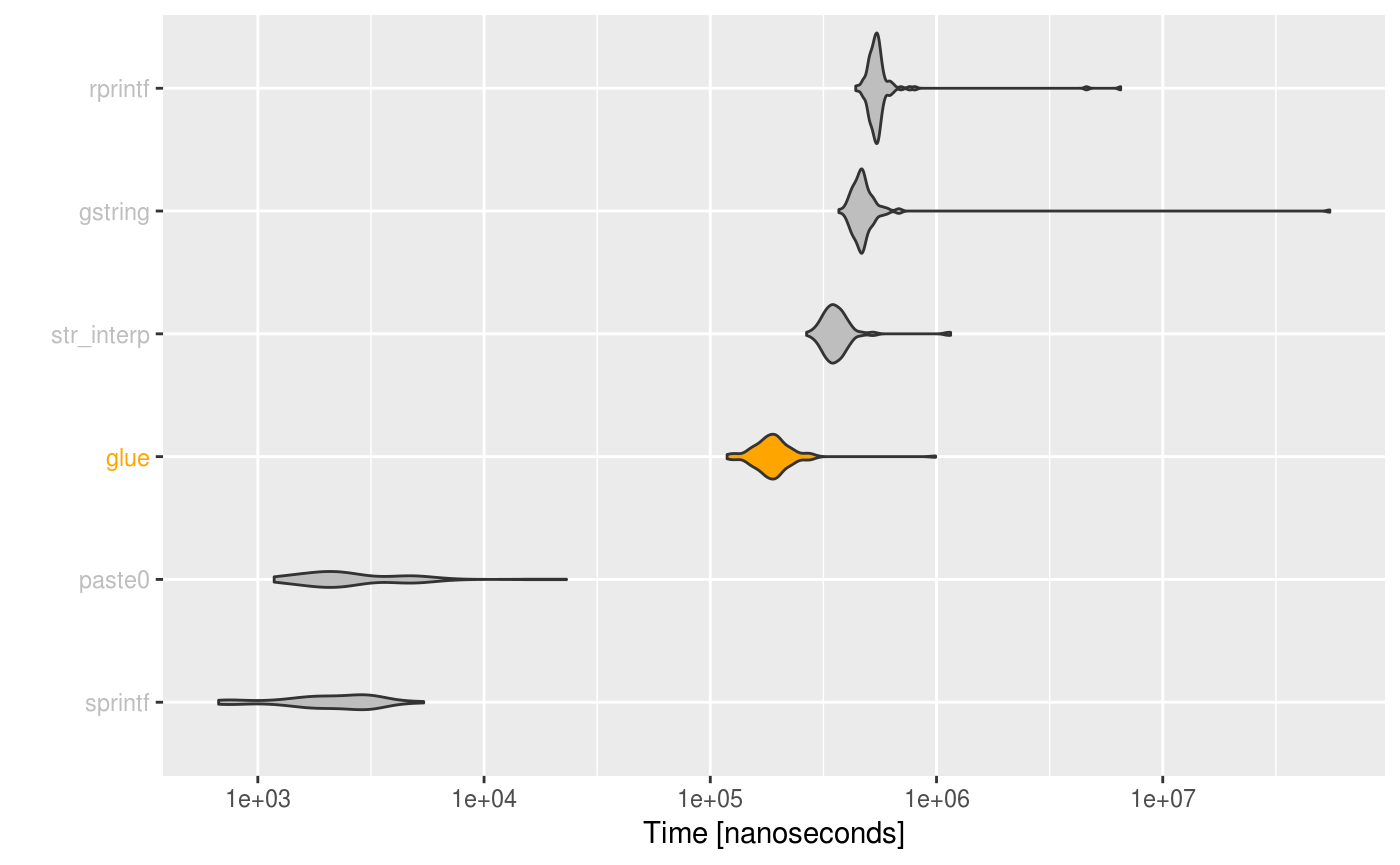 rprintf
gstring
str_interp
glue
paste0
sprintf
1e+03 1e+04 1e+05 1e+06 1e+07
Time [nanoseconds]